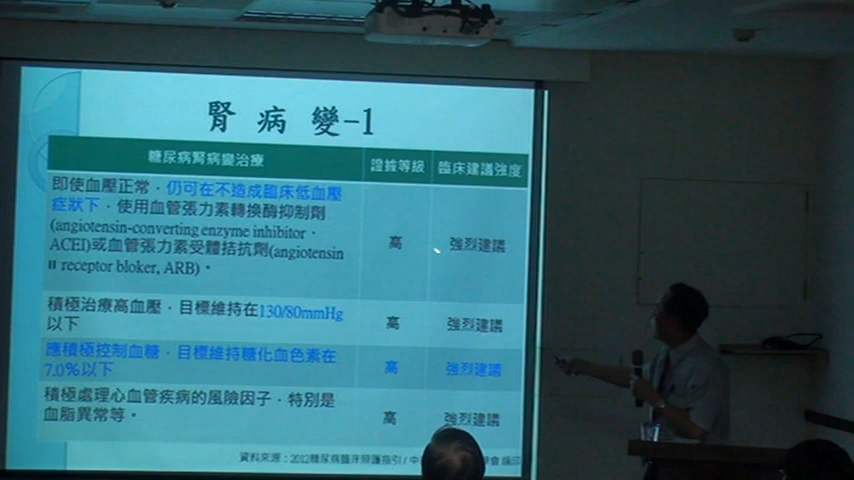 腎病變-1
糖尿病腎病變治療 證據等級 臨床建議強度
即使血壓正常，仍可在不造成臨床低血壓
症狀下，使用血管張力素轉換酶抑制劑
(angiotensin-converting enzyme inhibitor，
ACEI)或血管張力素受體拮抗劑(angiotensin
II receptor bloker, ARB)。
高 強烈建議
積極治療高血壓，目標維持在130/80mmHg
以下
高 強烈建議
應積極控制血糖，目標維持糖化血色素在
7.0%以下
高 強烈建議
積極處理心血管疾病的風險因子，特別是
血脂異常等。
高 強烈建議
資料來源：2012糖尿病臨床照護指引/中 會 編印